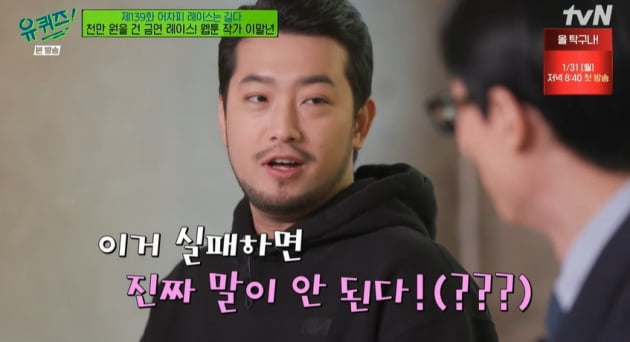 유 퀴즈!
본 방송
제139화 어차피 레이스는 길다
천만 원을 건 금연 레이스! 웹툰 작가 이말년
tvN
올 탁구나!
1/31 [월]
저녁 8:40 첫 방송
이거 실패하면
진짜 말이 안 된다!(???)